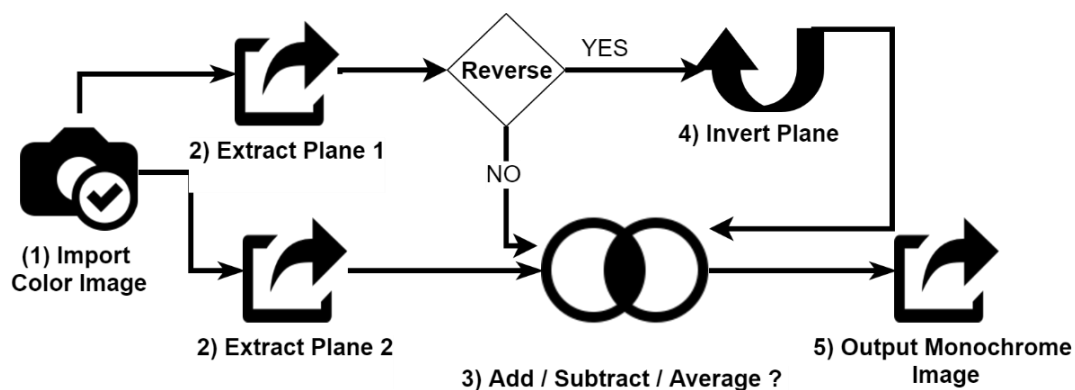 YES
Reverse
2) Extract Plane 1
4) Invert Plane
NO
(1) Import
Color Image
2) Extract Plane 2
5) Output Monochrome
Image
3) Add / Subtract / Average ?